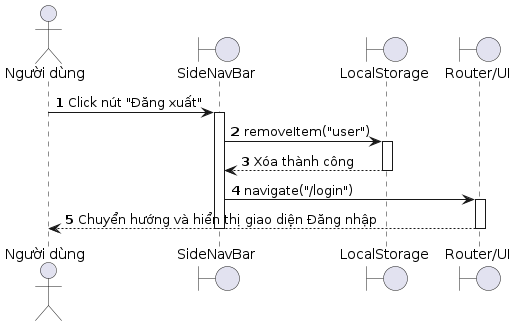 Người dùng SideNavBar LocalStorage Router/UI
1 Click nút "Đăng xuất"
2 removeItem("user")
3 Xóa thành công
4 navigate("/login")
5 Chuyển hướng và hiển thị giao diện Đăng nhập
Người dùng SideNavBar LocalStorage Router/UI